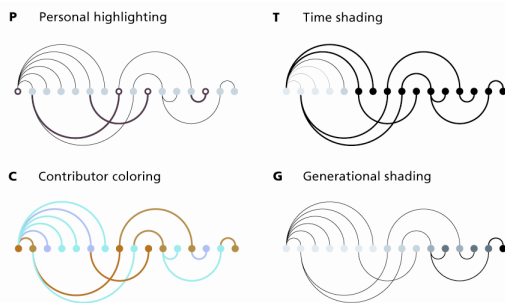 P Personal highlighting
T Time shading
C Contributor coloring
G Generational shading